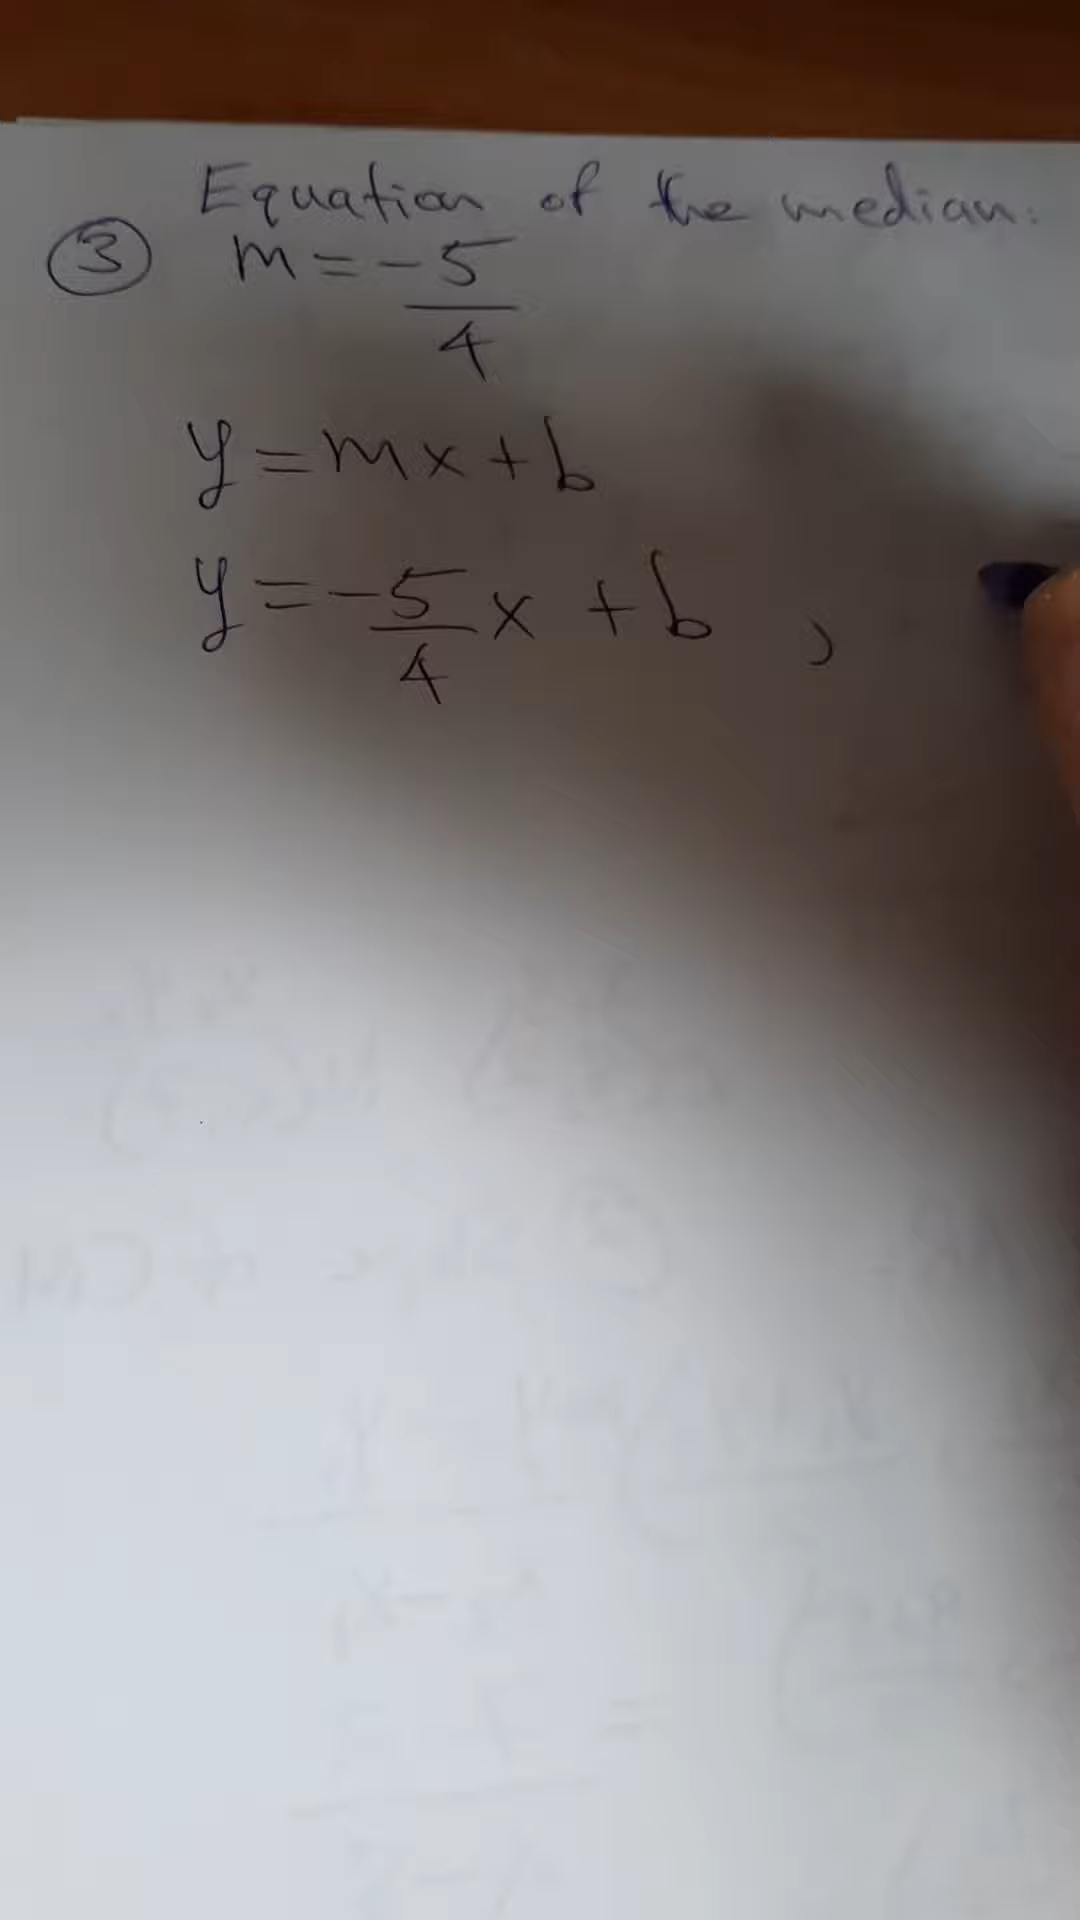 Equation of the median:
③ m = -5/4
y = mx + b
y = -5/4 x + b ,